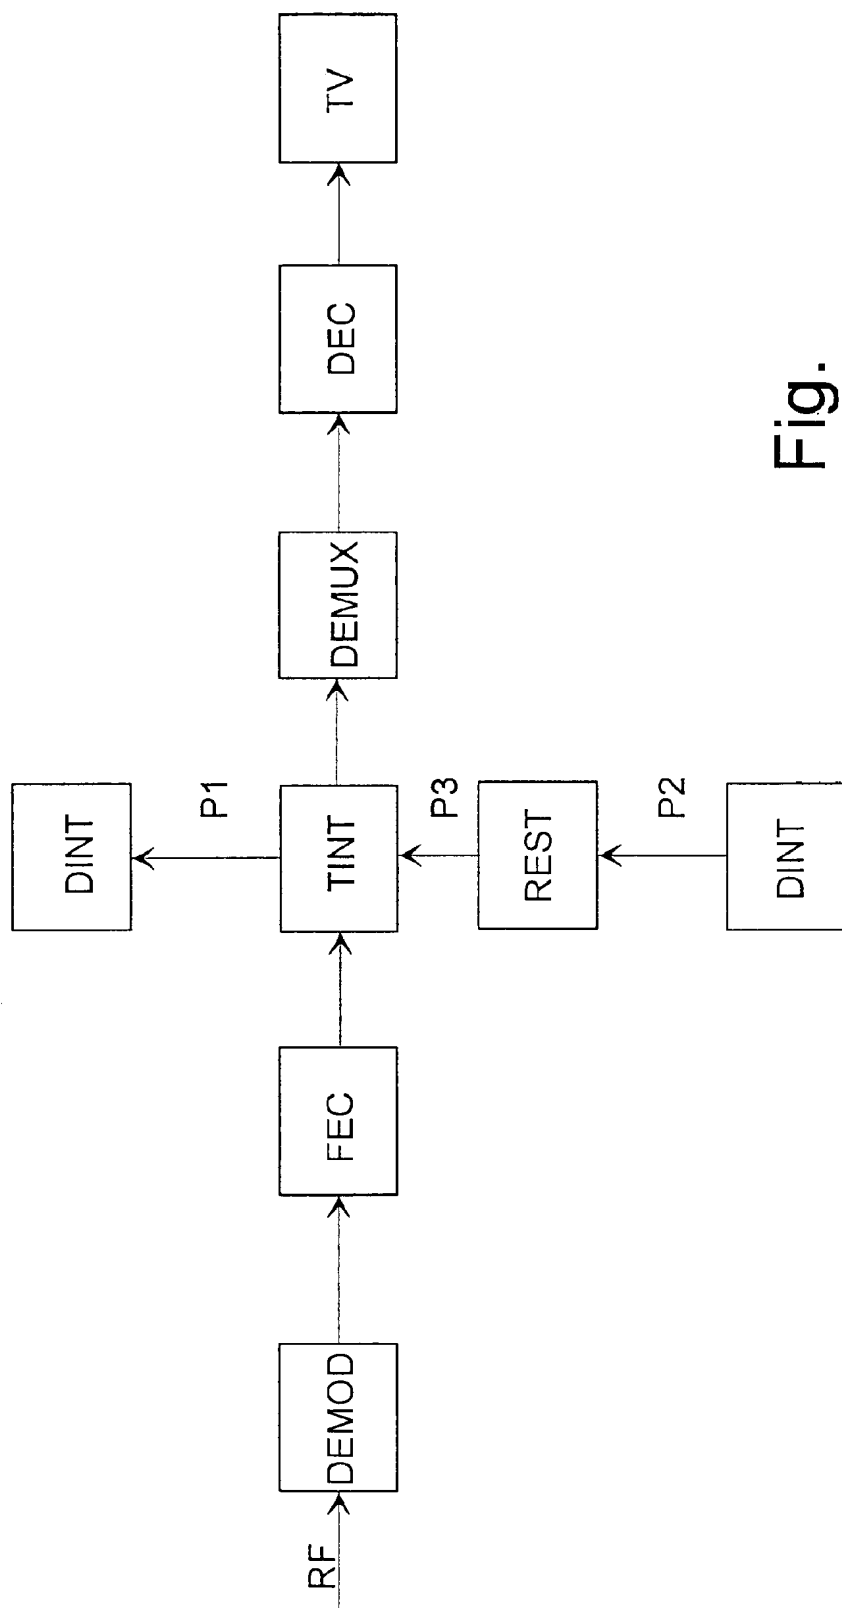 DINT
P1
RF
DEMOD
FEC
TINT
DEMUX
DEC
TV
P3
REST
P2
DINT
Fig.